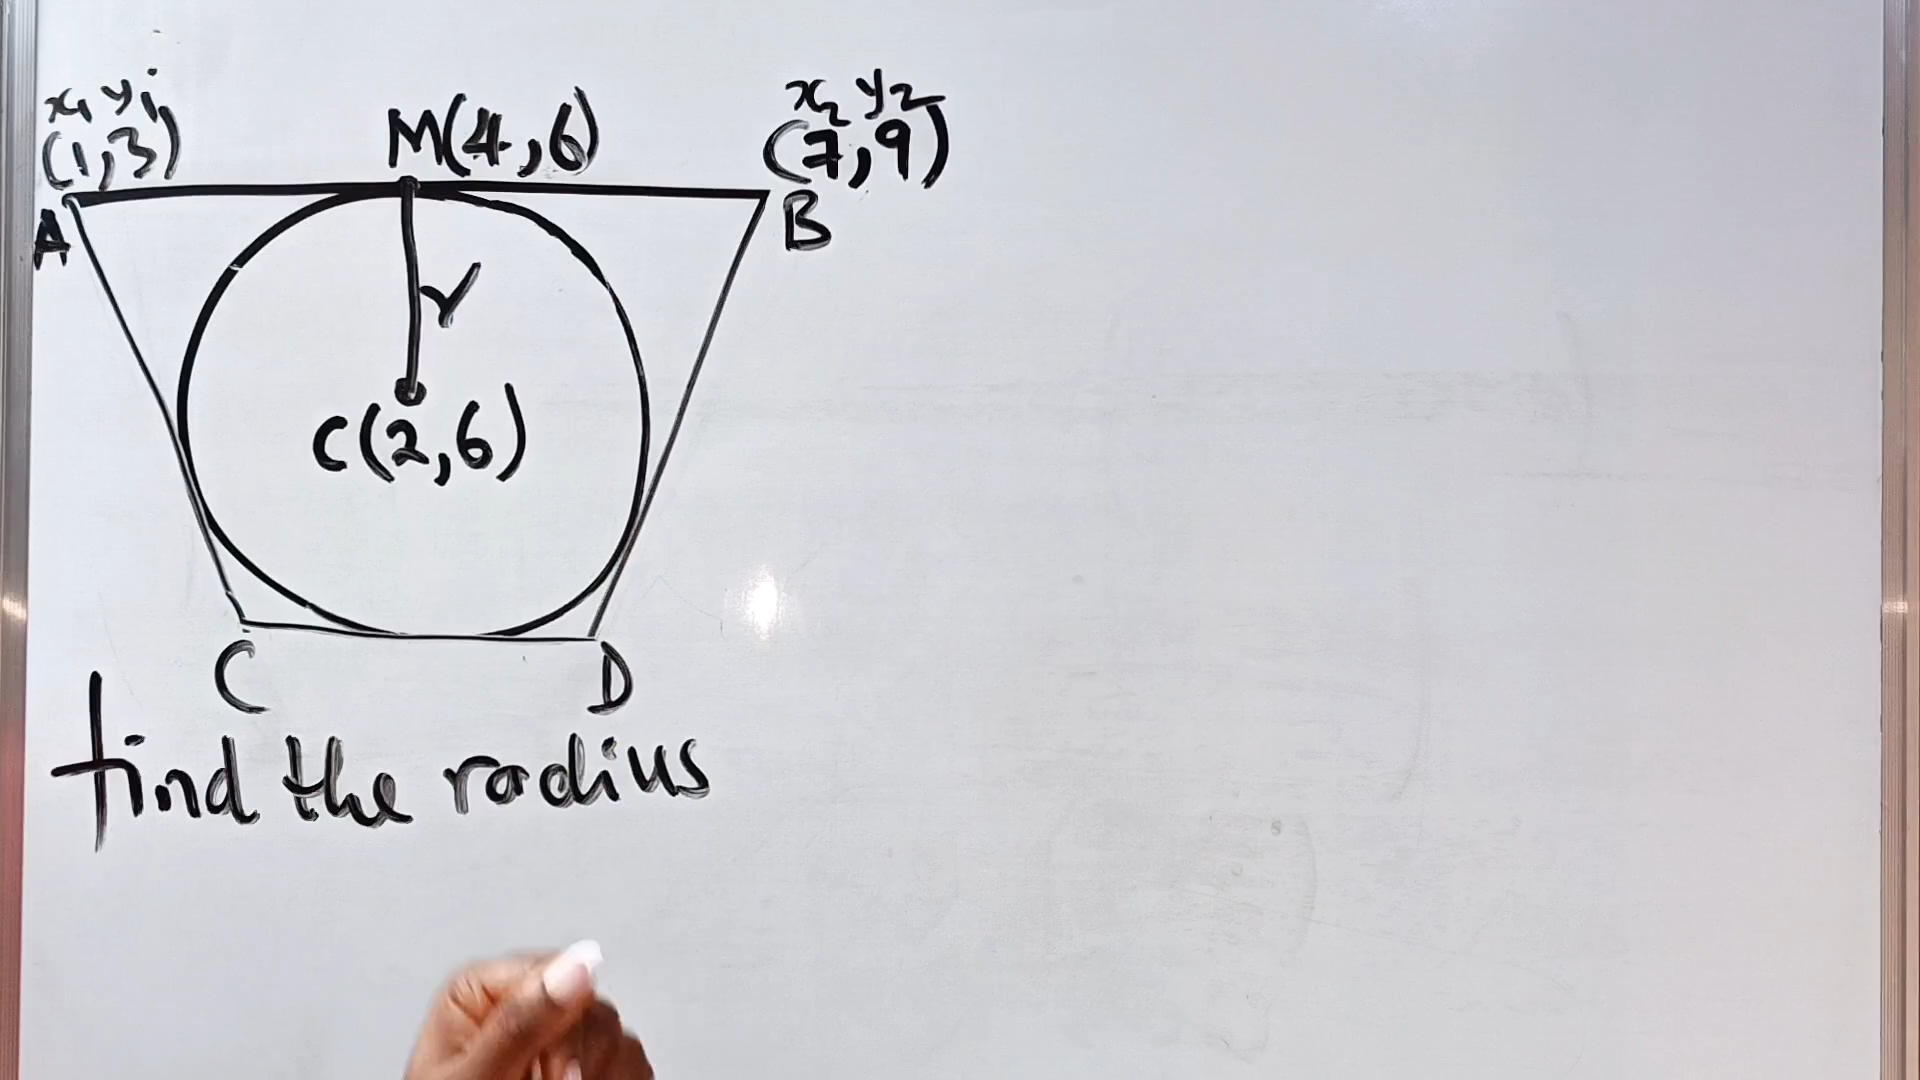 x₁ y₁ x₂ y₂
(1,3) M(4,6) (7,9)
A B
r
C(2,6)
C D
find the radius